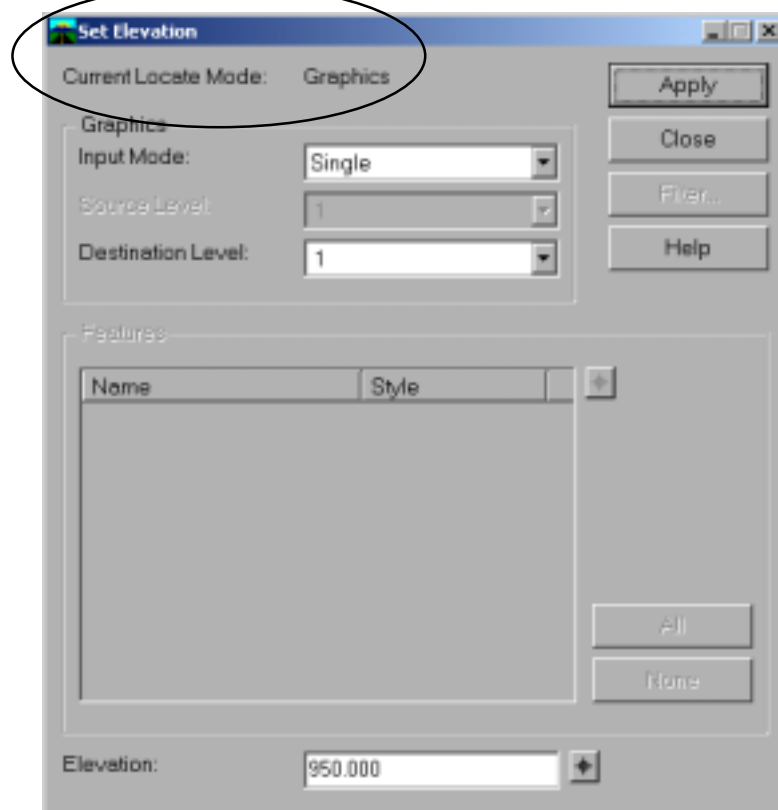 Set Elevation
Current Locate Mode: Graphics
Apply
Graphics
Close
Input Mode: Single
Filter...
Source Level: 1
Help
Destination Level: 1
Features
Name Style
All
None
Elevation: 950.000